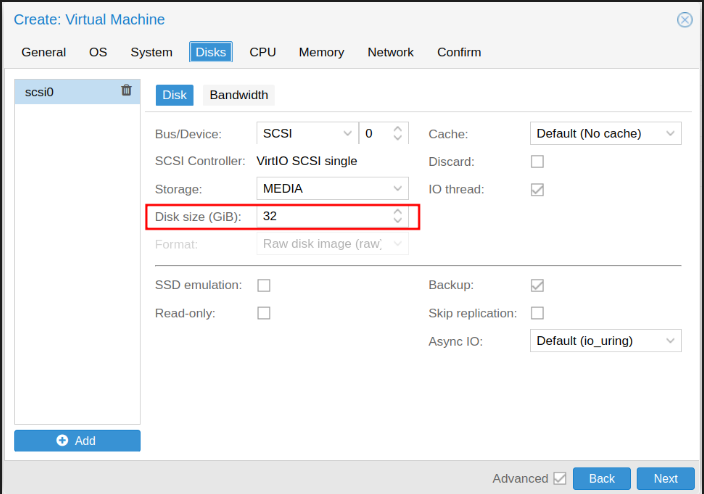 Create: Virtual Machine
General OS System Disks CPU Memory Network Confirm
scsi0
Disk Bandwidth
Bus/Device: SCSI 0 Cache: Default (No cache)
SCSI Controller: VirtIO SCSI single Discard:
Storage: MEDIA IO thread:
Disk size (GiB): 32
Format: Raw disk image (raw)
SSD emulation: Backup:
Read-only: Skip replication:
Async IO: Default (io_uring)
Add
Advanced Back Next